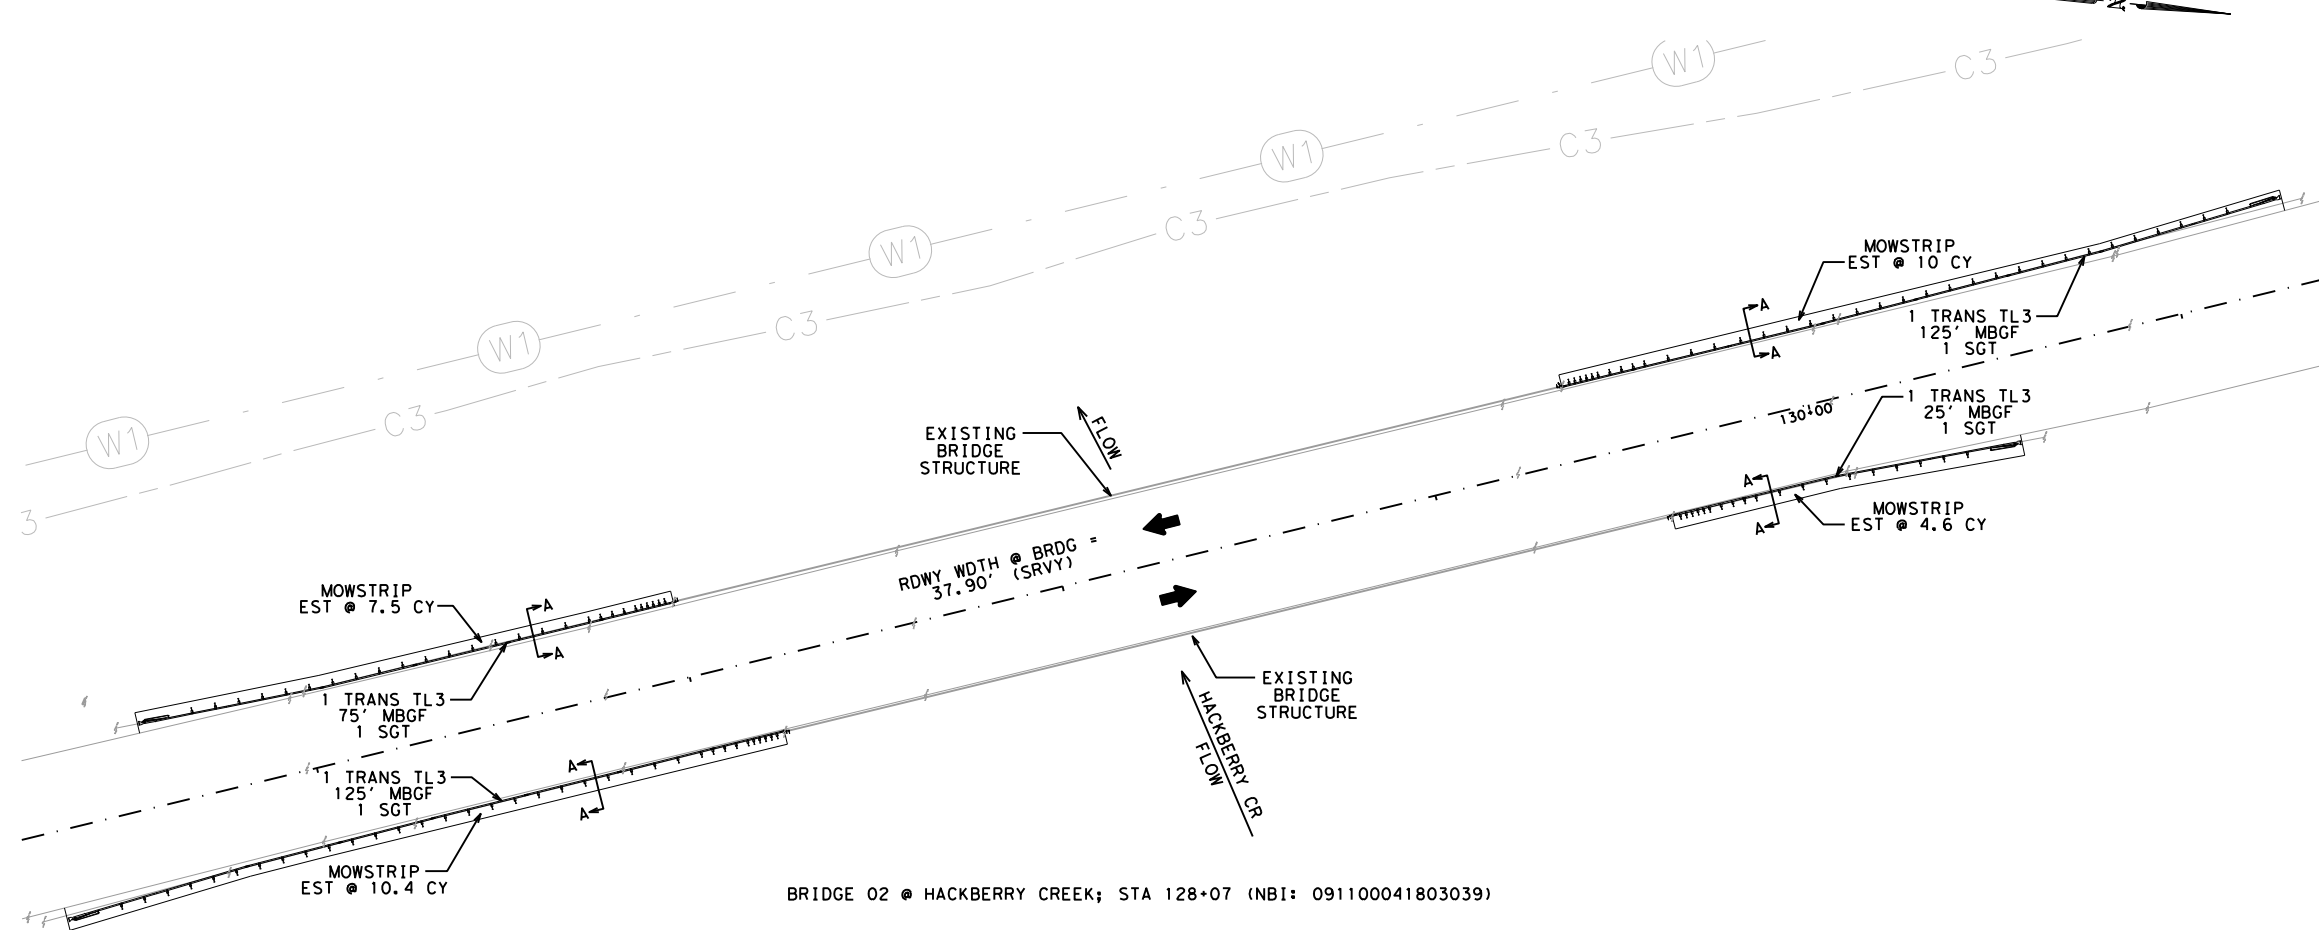 W1
C3
W1
C3
W1
C3
W1
C3
W1
C3
3
MOWSTRIP
EST @ 10 CY
A
A
1 TRANS TL3
125' MBGF
1 SGT
1 TRANS TL3
25' MBGF
1 SGT
130+00
A
A
MOWSTRIP
EST @ 4.6 CY
EXISTING
BRIDGE
STRUCTURE
FLOW
RDWY WDTH @ BRDG =
37.90' (SRVY)
MOWSTRIP
EST @ 7.5 CY
A
A
1 TRANS TL3
75' MBGF
1 SGT
EXISTING
BRIDGE
STRUCTURE
HACKBERRY CR
FLOW
1 TRANS TL3
125' MBGF
1 SGT
A
A
MOWSTRIP
EST @ 10.4 CY
BRIDGE 02 @ HACKBERRY CREEK; STA 128+07 (NBI: 091100041803039)